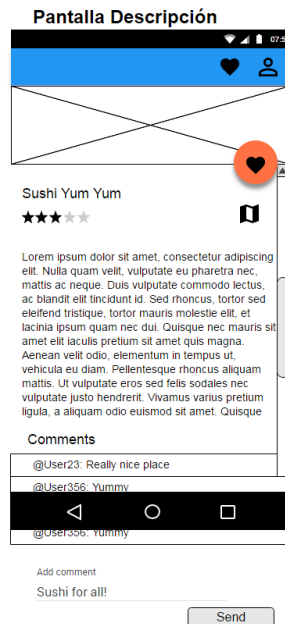 Pantalla Descripción
07:5
Sushi Yum Yum
Lorem ipsum dolor sit amet, consectetur adipiscing
elit. Nulla quam velit, vulputate eu pharetra nec,
mattis ac neque. Duis vulputate commodo lectus,
ac blandit elit tincidunt id. Sed rhoncus, tortor sed
eleifend tristique, tortor mauris molestie elit, et
lacinia ipsum quam nec dui. Quisque nec mauris sit
amet elit iaculis pretium sit amet quis magna.
Aenean velit odio, elementum in tempus ut,
vehicula eu diam. Pellentesque rhoncus aliquam
mattis. Ut vulputate eros sed felis sodales nec
vulputate justo hendrerit. Vivamus varius pretium
ligula, a aliquam odio euismod sit amet. Quisque
Comments
@User23: Really nice place
@User356: Yummy
@User356: Yummy
Add comment
Sushi for all!
Send